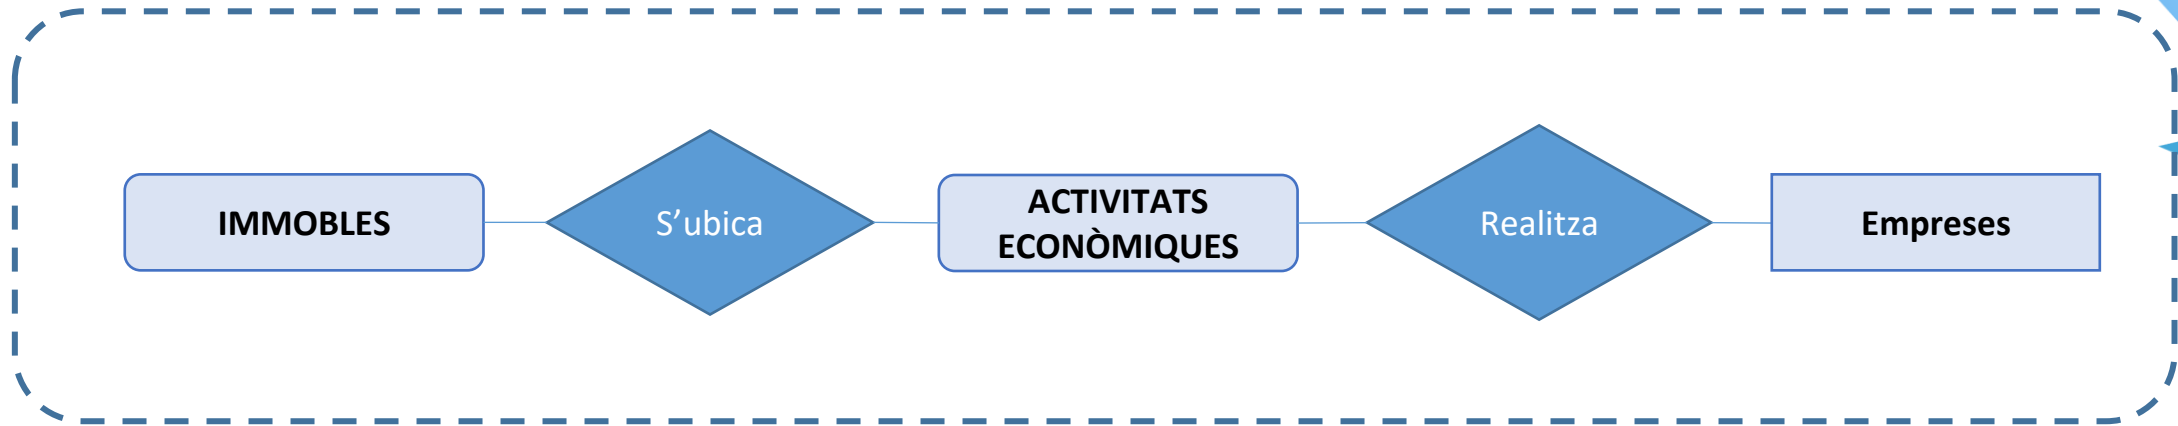 IMMOBLES
S’ubica
ACTIVITATS
ECONÒMIQUES
Realitza
Empreses